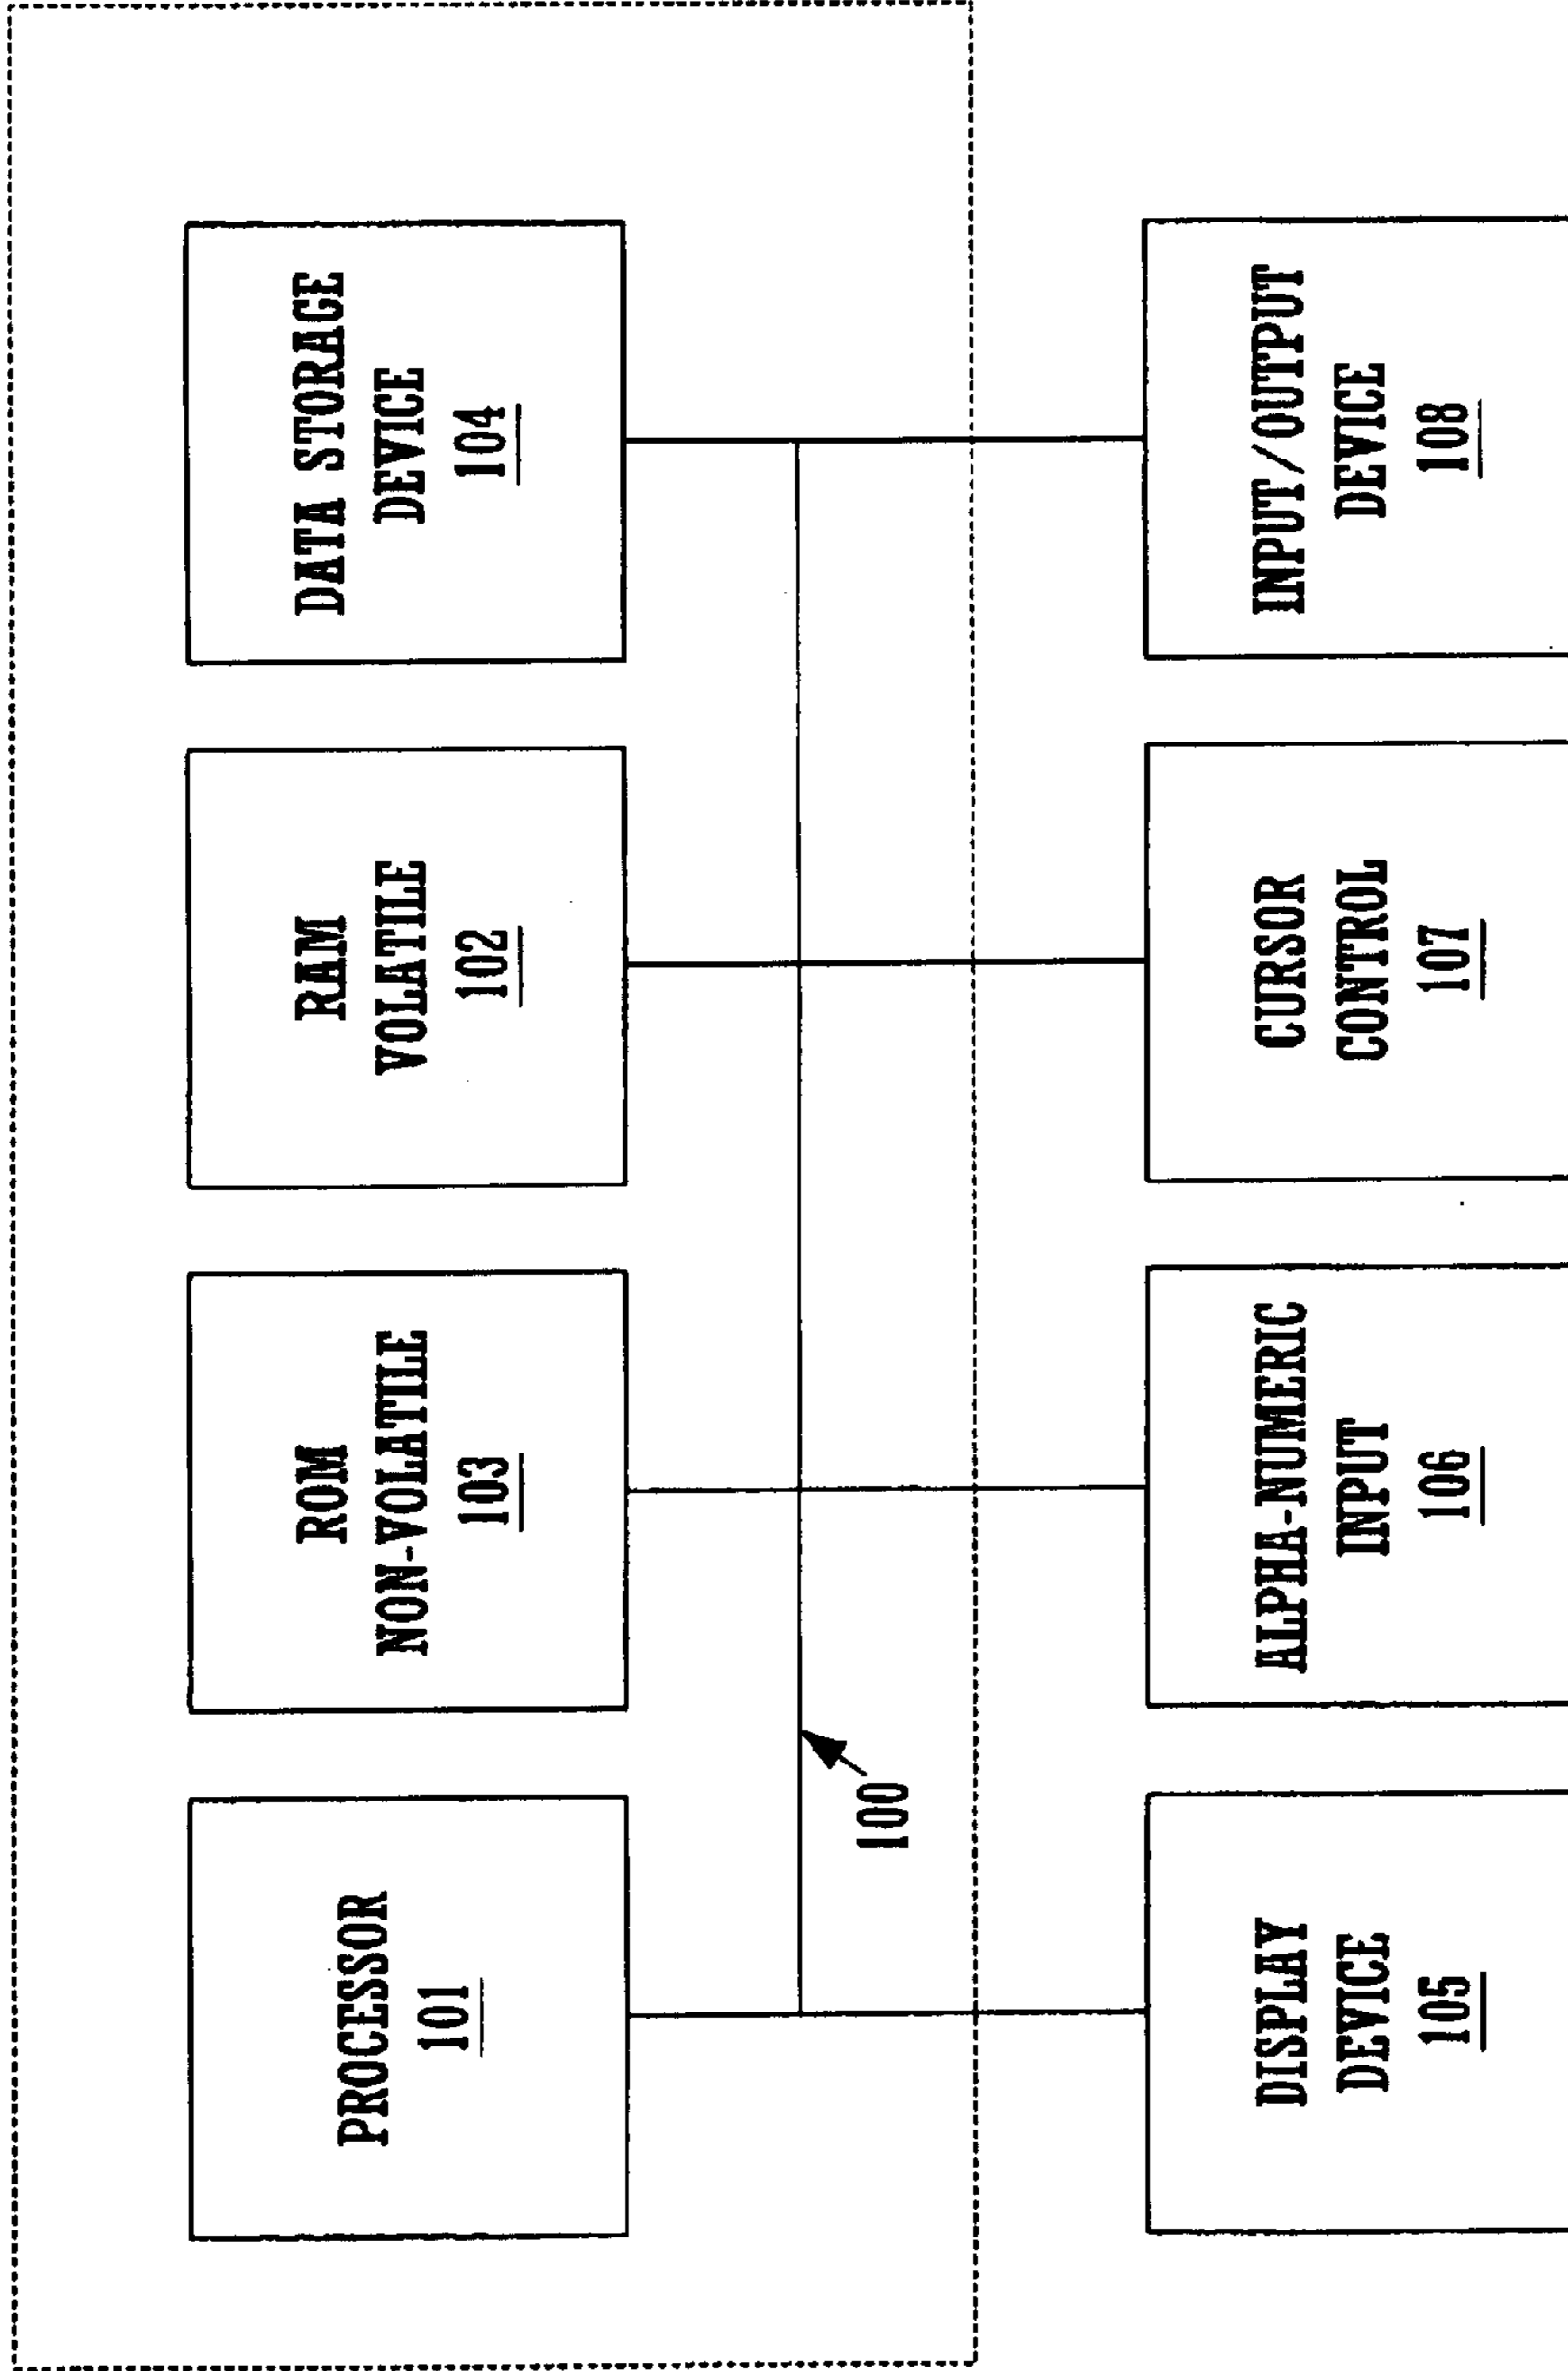 PROCESSOR
101
ROM
NON-VOLATILE
103
RAM
VOLATILE
102
DATA STORAGE
DEVICE
104
100
DISPLAY
DEVICE
105
ALPHA-NUMERIC
INPUT
106
CURSOR
CONTROL
107
INPUT/OUTPUT
DEVICE
108